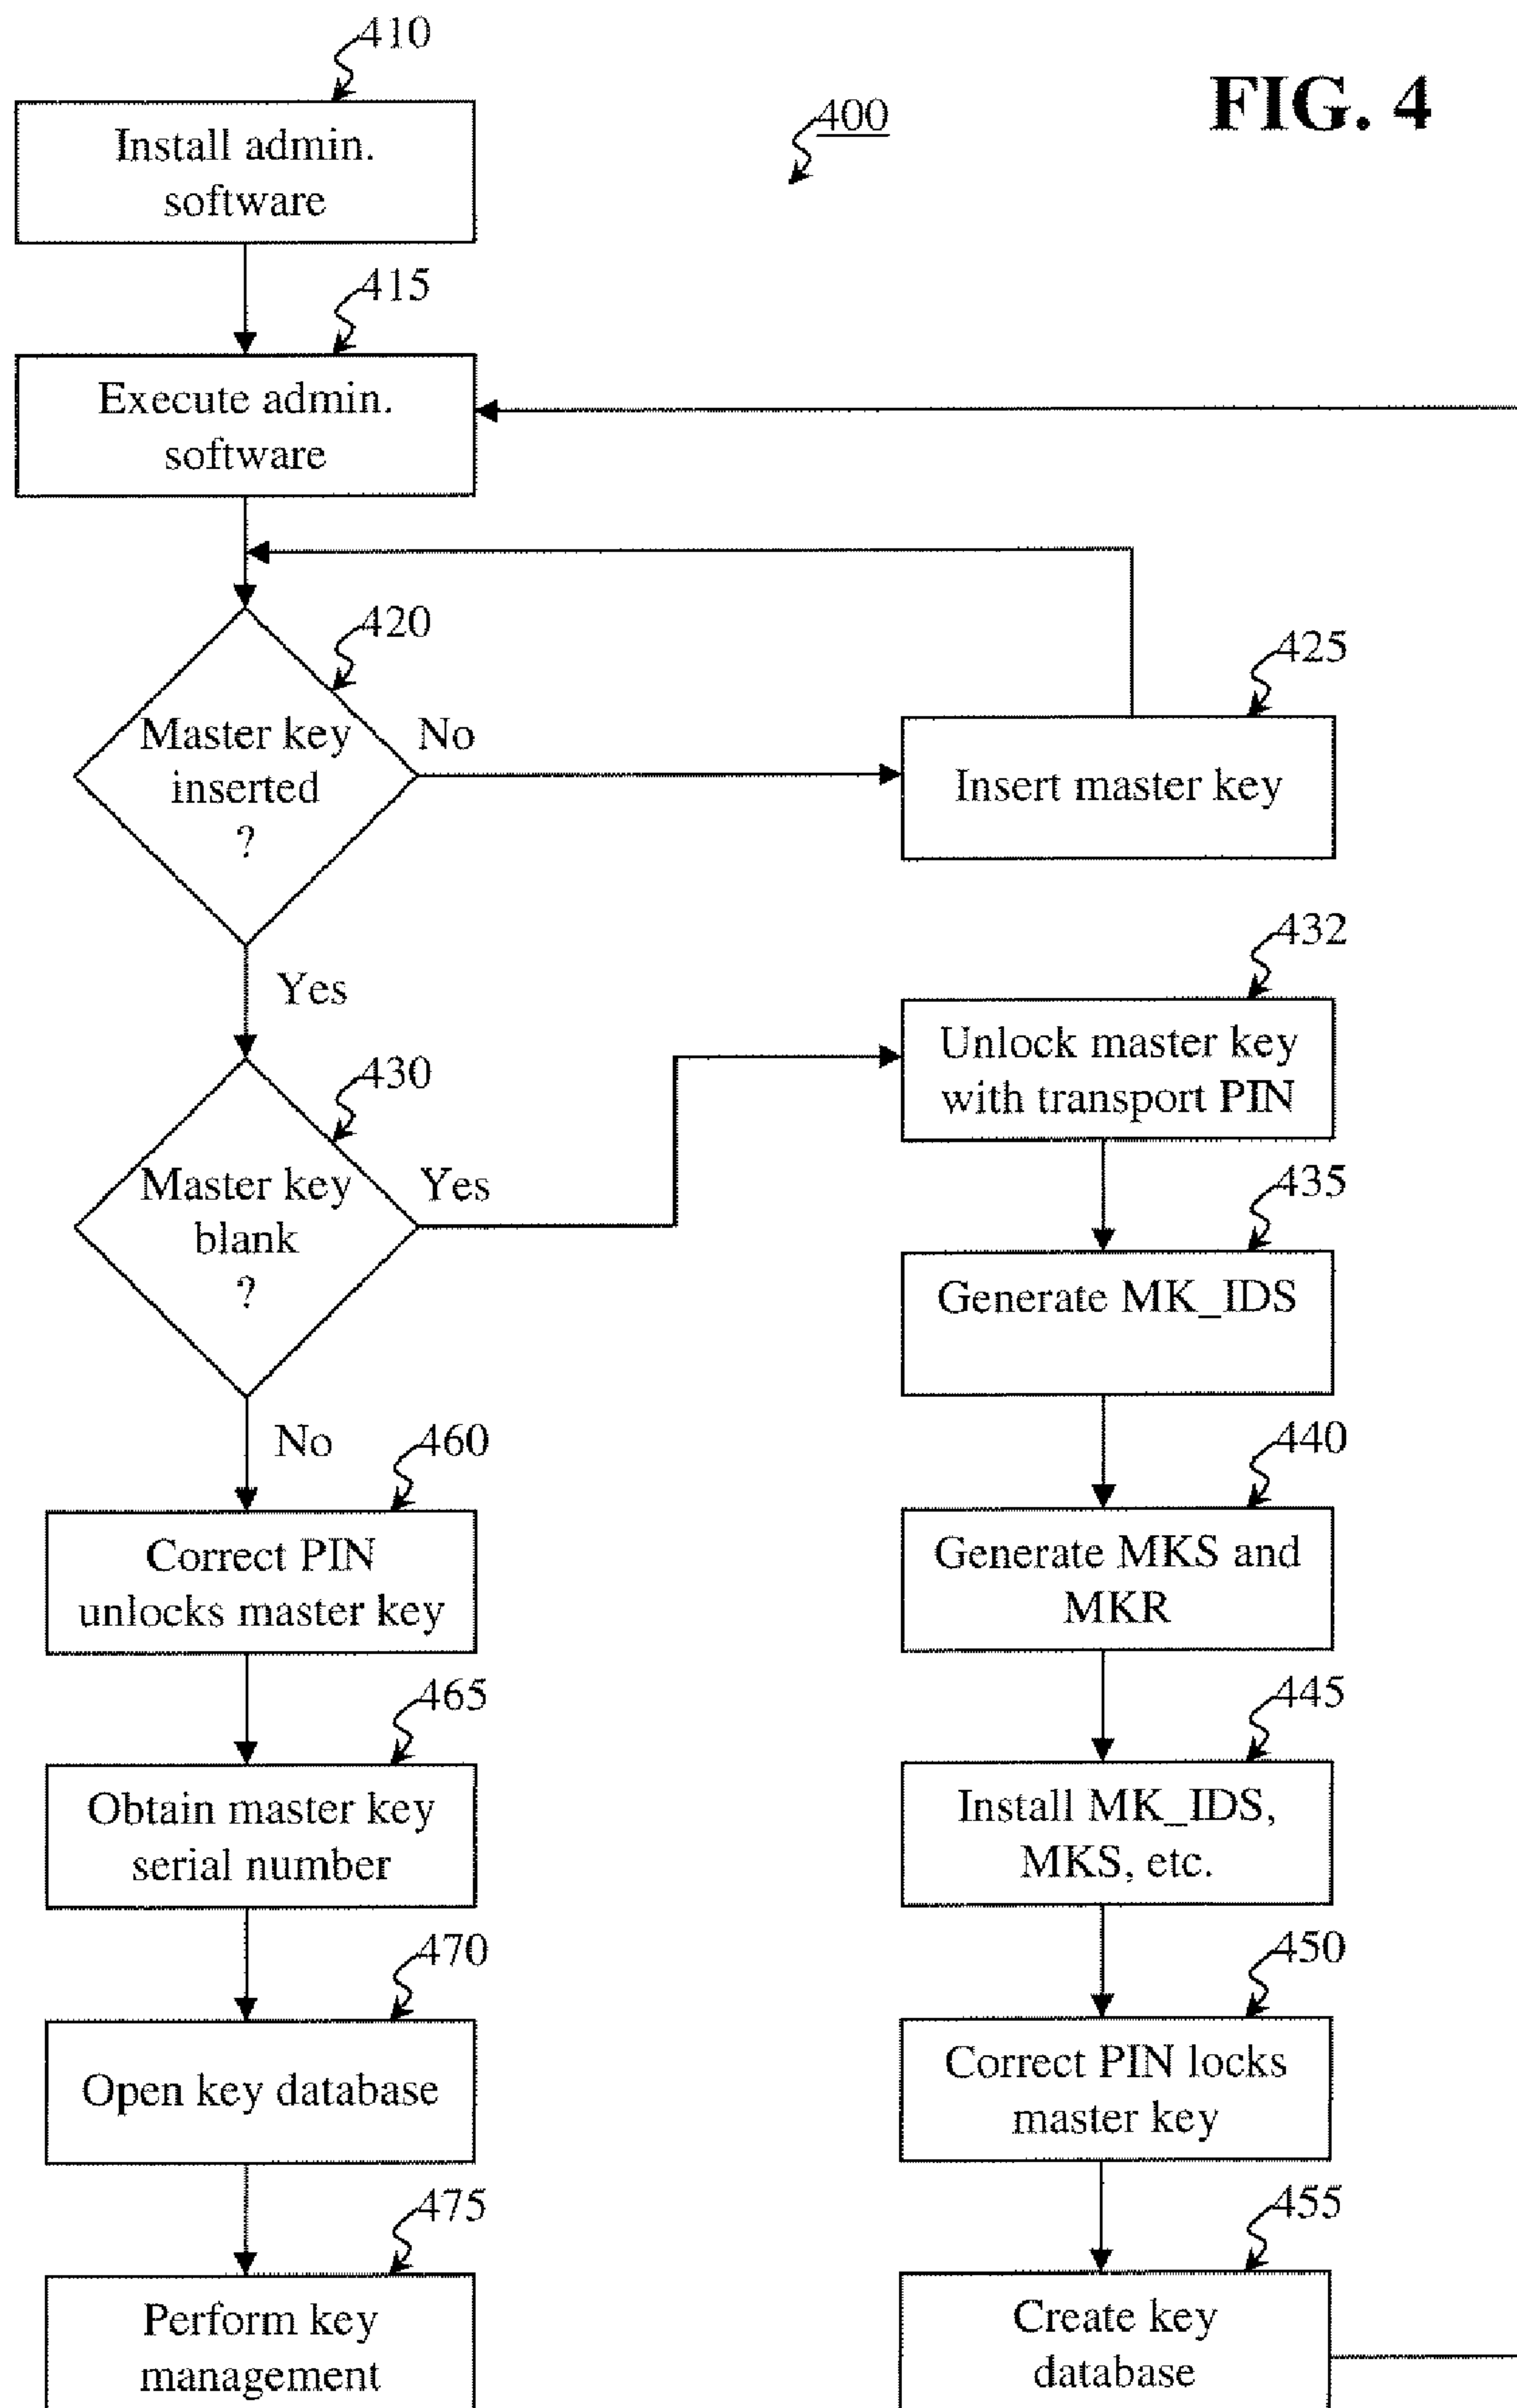 410
FIG. 4
400
Install admin.
software
415
Execute admin.
software
420
Master key
inserted
?
No
425
Insert master key
Yes
432
Unlock master key
with transport PIN
430
Master key
blank
?
Yes
435
Generate MK_IDS
No
460
Correct PIN
unlocks master key
440
Generate MKS and
MKR
465
Obtain master key
serial number
445
Install MK_IDS,
MKS, etc.
470
Open key database
450
Correct PIN locks
master key
475
Perform key
management
455
Create key
database